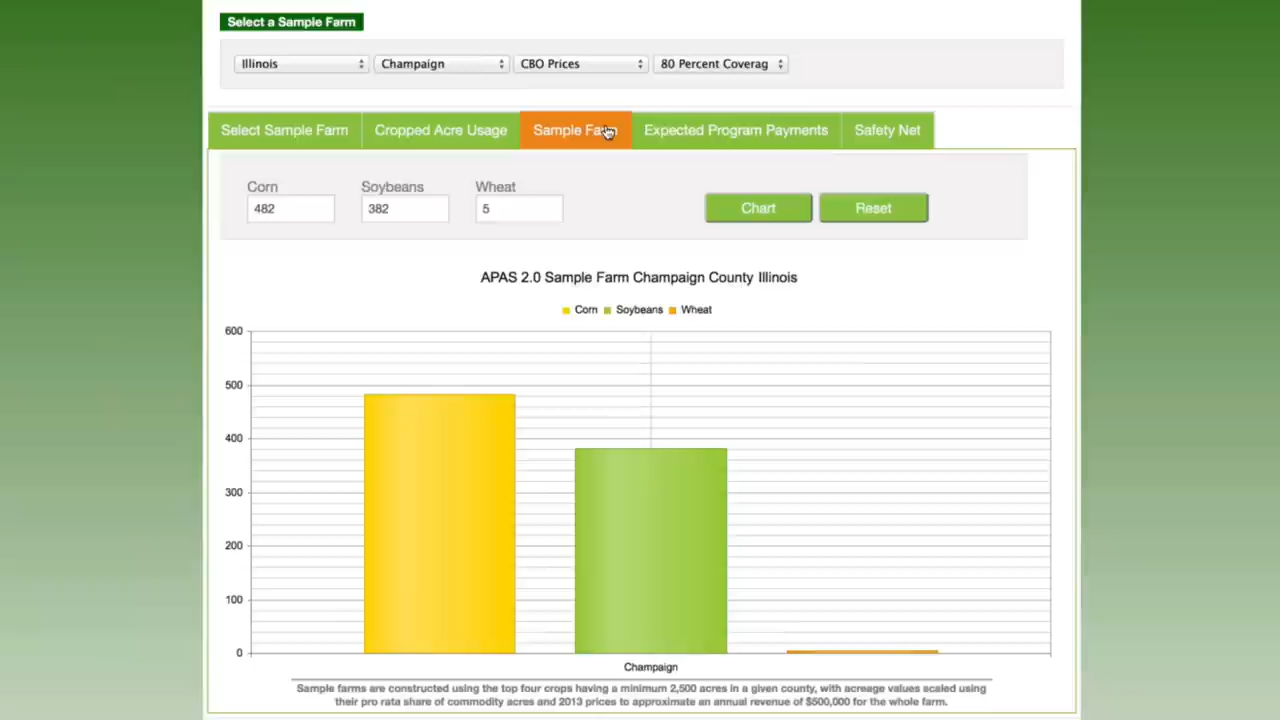 Select a Sample Farm
Illinois Champaign CBO Prices 80 Percent Coverag
Select Sample Farm Cropped Acre Usage Sample Farm Expected Program Payments Safety Net
Corn Soybeans Wheat
482 382 5 Chart Reset
APAS 2.0 Sample Farm Champaign County Illinois
Corn Soybeans Wheat
600
500
400
300
200
100
0
Champaign
Sample farms are constructed using the top four crops having a minimum 2,500 acres in a given county, with acreage values scaled using
their pro rata share of commodity acres and 2013 prices to approximate an annual revenue of $500,000 for the whole farm.